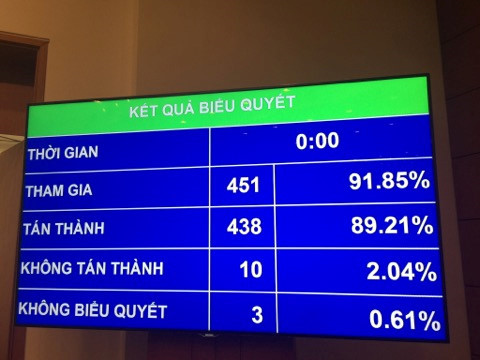 KẾT QUẢ BIỂU QUYẾT
THỜI GIAN 0:00
THAM GIA 451 91.85%
TÁN THÀNH 438 89.21%
KHÔNG TÁN THÀNH 10 2.04%
KHÔNG BIỂU QUYẾT 3 0.61%